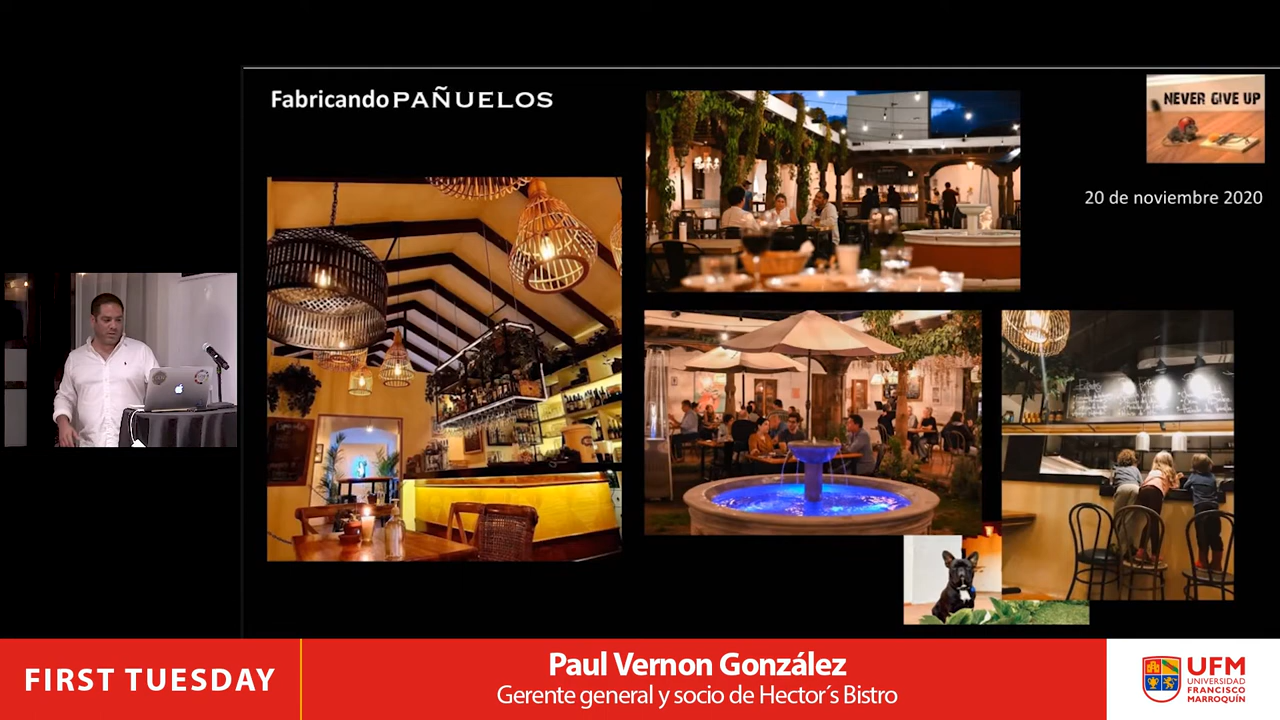 Fabricando PAÑUELOS
NEVER GIVE UP
20 de noviembre 2020
FIRST TUESDAY
Paul Vernon González
Gerente general y socio de Hector´s Bistro
UFM
UNIVERSIDAD
FRANCISCO
MARROQUÍN